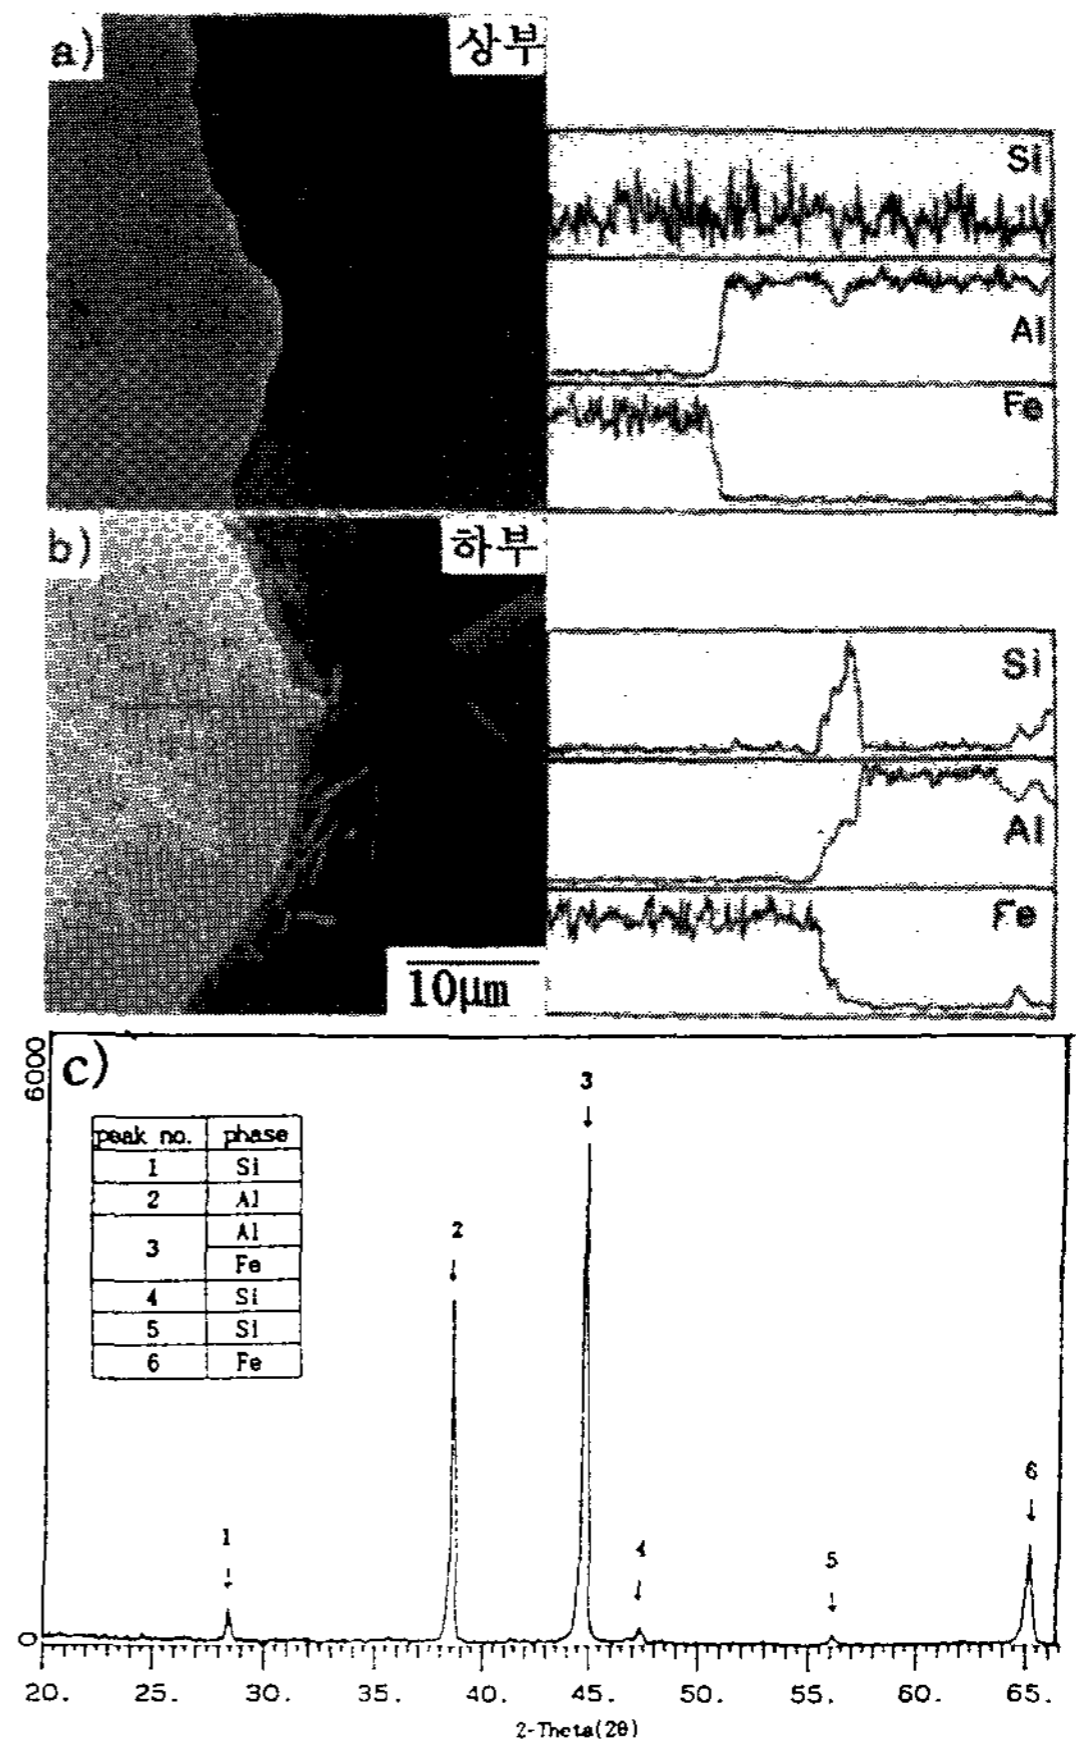 a)
상부
Si
Al
Fe
b)
하부
Si
Al
Fe
10μm
c)
6000
0
peak no. phase
1 Si
2 Al
3 Al
Fe
4 Si
5 Si
6 Fe
1
2
3
4
5
6
20. 25. 30. 35. 40. 45. 50. 55. 60. 65.
2-Theta(2θ)